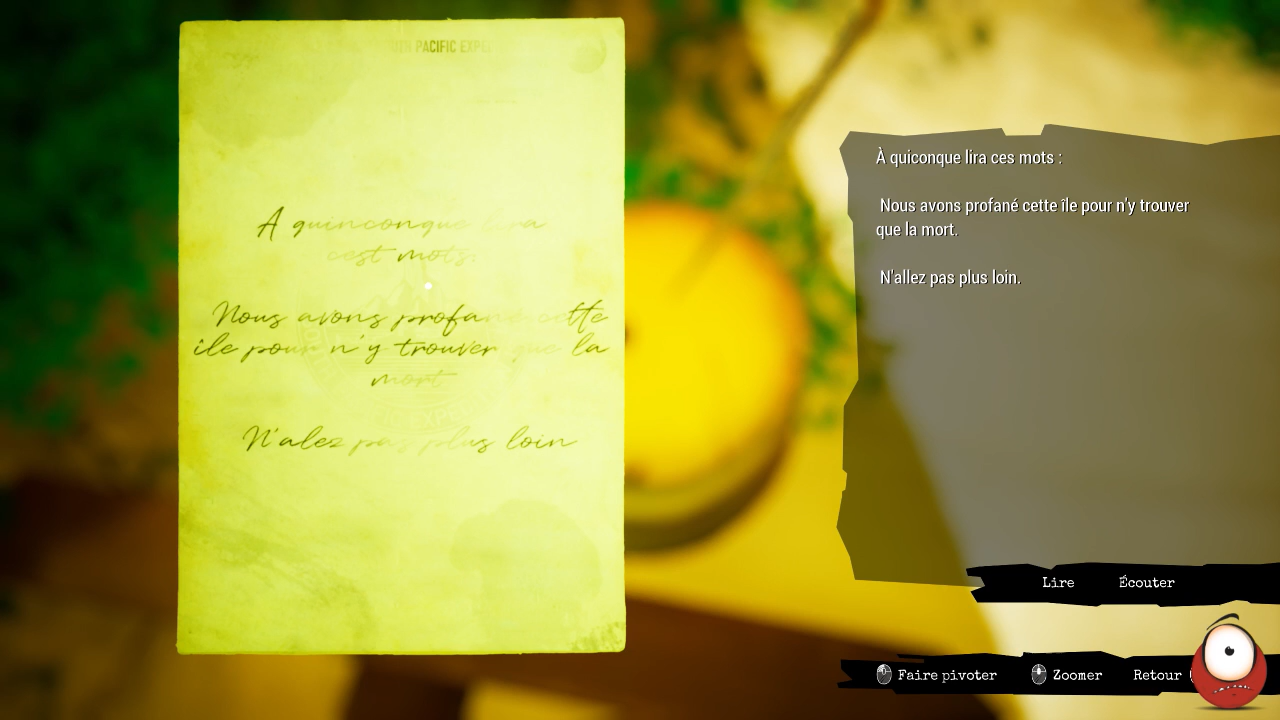 PACIFIC EXPE
A quinconque lira
cest mots:
Nous avons profané cette
île pour n'y trouver que la
mort
N'alez pas plus loin
À quiconque lira ces mots :
Nous avons profané cette île pour n'y trouver
que la mort.
N'allez pas plus loin.
Lire Écouter
Faire pivoter Zoomer Retour